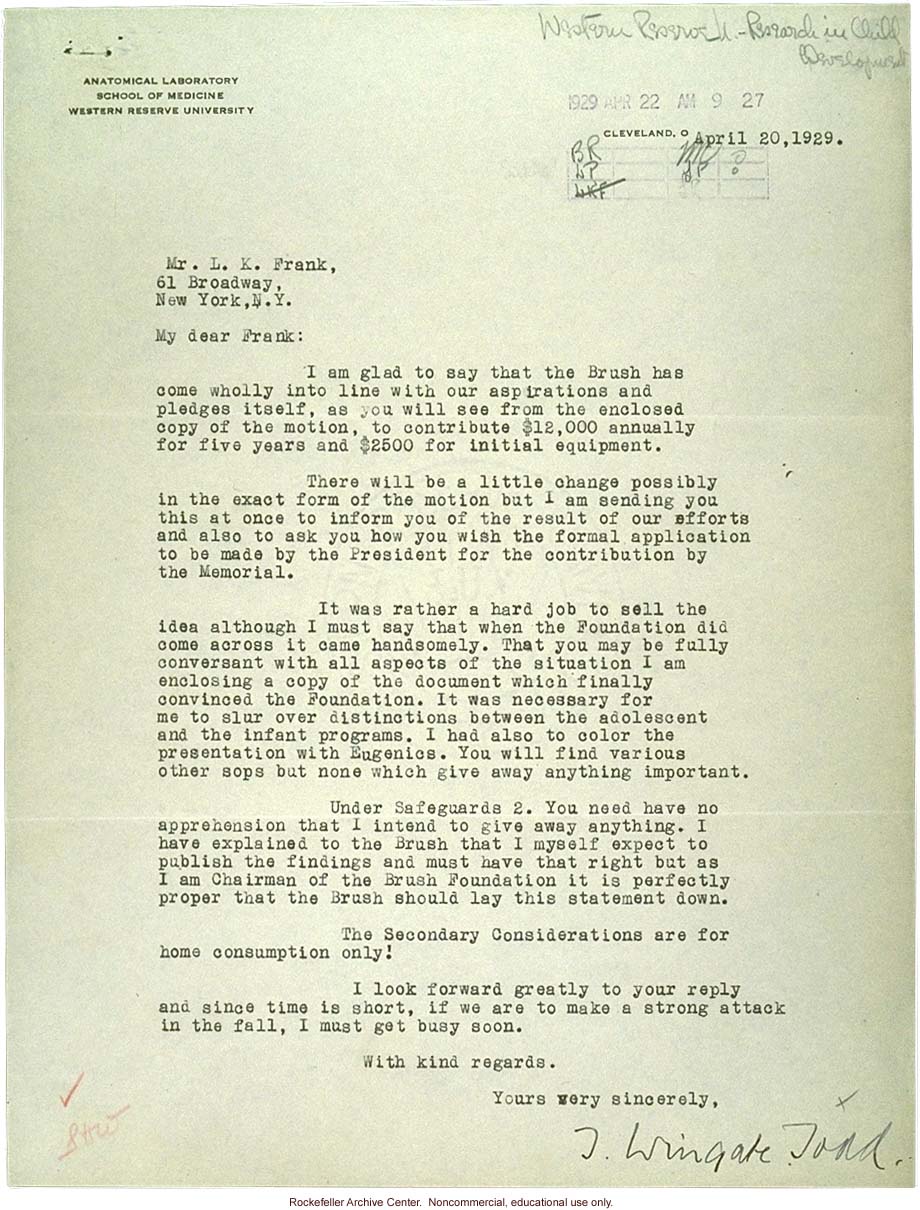 Western Reserve U. - Research in Child
Development
ANATOMICAL LABORATORY
SCHOOL OF MEDICINE
WESTERN RESERVE UNIVERSITY
1929 APR 22 AM 9 27
CLEVELAND, O April 20,1929.
BR
LP
LKF
Mr. L. K. Frank,
61 Broadway,
New York,N.Y.
My dear Frank:
I am glad to say that the Brush has
come wholly into line with our aspirations and
pledges itself, as you will see from the enclosed
copy of the motion, to contribute $12,000 annually
for five years and $2500 for initial equipment.
There will be a little change possibly
in the exact form of the motion but I am sending you
this at once to inform you of the result of our efforts
and also to ask you how you wish the formal application
to be made by the President for the contribution by
the Memorial.
It was rather a hard job to sell the
idea although I must say that when the Foundation did
come across it came handsomely. That you may be fully
conversant with all aspects of the situation I am
enclosing a copy of the document which finally
convinced the Foundation. It was necessary for
me to slur over distinctions between the adolescent
and the infant programs. I had also to color the
presentation with Eugenics. You will find various
other sops but none which give away anything important.
Under Safeguards 2. You need have no
apprehension that I intend to give away anything. I
have explained to the Brush that I myself expect to
publish the findings and must have that right but as
I am Chairman of the Brush Foundation it is perfectly
proper that the Brush should lay this statement down.
The Secondary Considerations are for
home consumption only!
I look forward greatly to your reply
and since time is short, if we are to make a strong attack
in the fall, I must get busy soon.
With kind regards.
Yours very sincerely,
T. Wingate Todd.
Rockefeller Archive Center. Noncommercial, educational use only.